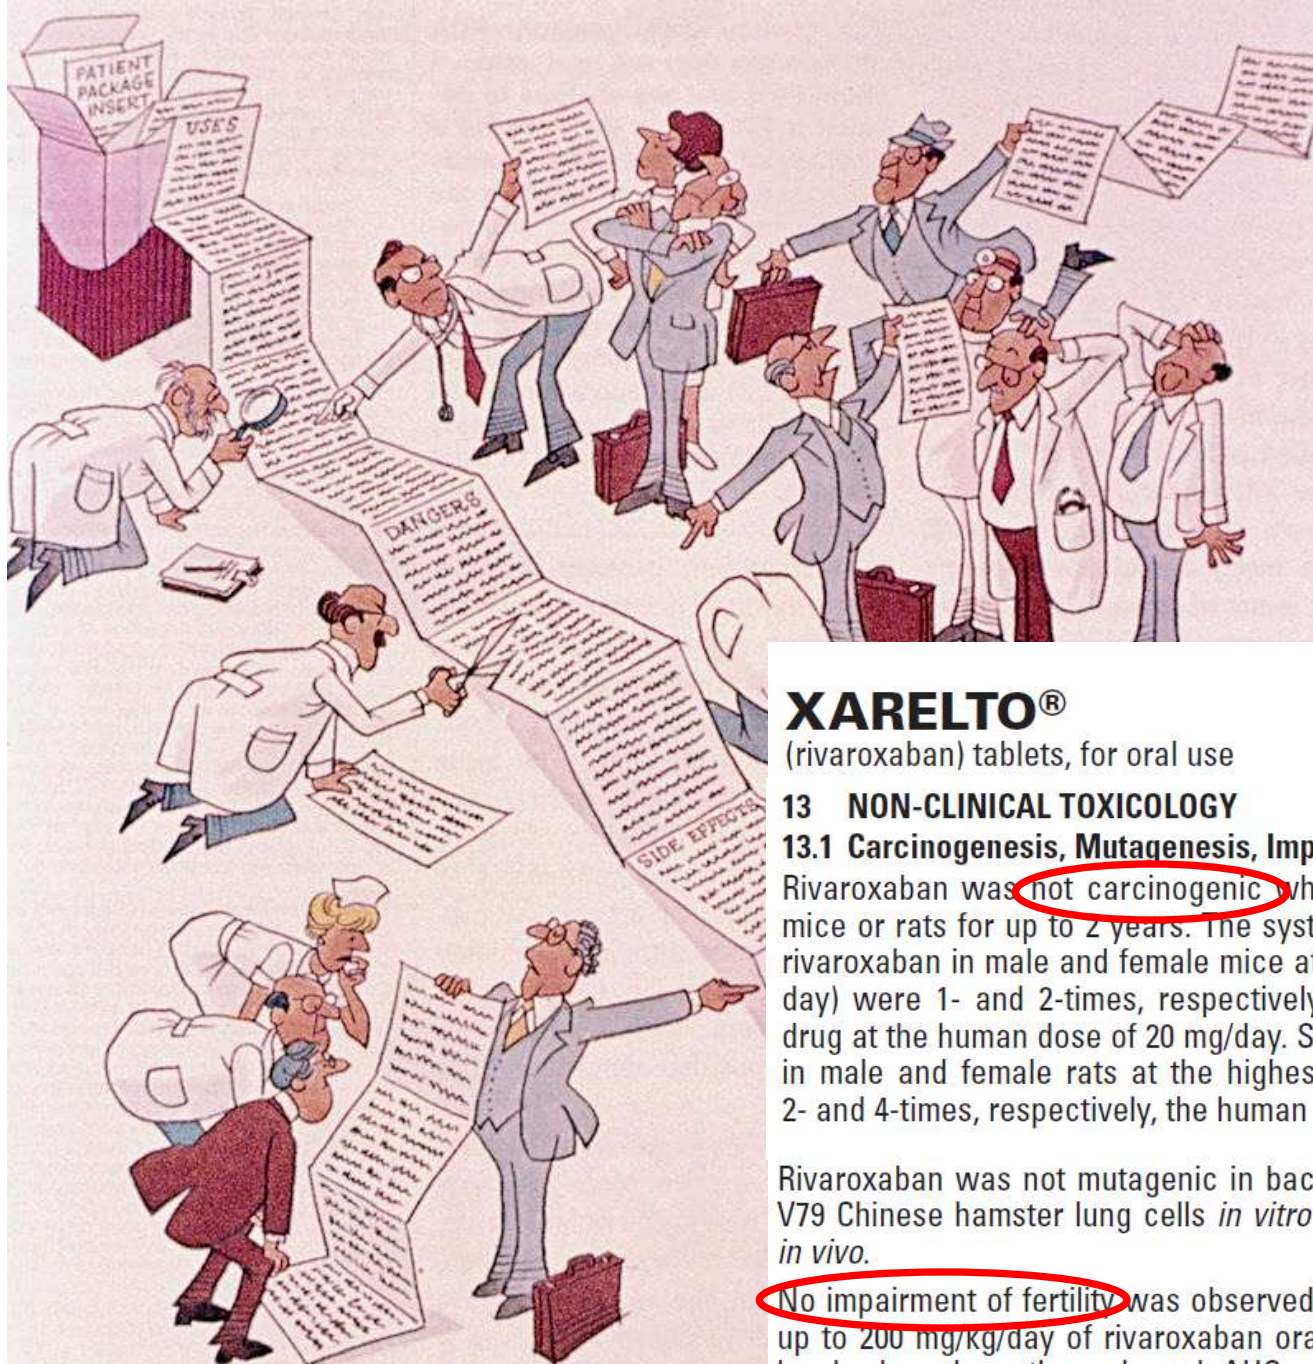 PATIENT
PACKAGE
INSERT
USES
DANGERS
SIDE EFFECTS
XARELTO®
(rivaroxaban) tablets, for oral use
13 NON-CLINICAL TOXICOLOGY
13.1 Carcinogenesis, Mutagenesis, Imp
Rivaroxaban was not carcinogenic wh
mice or rats for up to 2 years. The syst
rivaroxaban in male and female mice at
day) were 1- and 2-times, respectively
drug at the human dose of 20 mg/day. S
in male and female rats at the highes
2- and 4-times, respectively, the human
Rivaroxaban was not mutagenic in bac
V79 Chinese hamster lung cells in vitro
in vivo.
No impairment of fertility was observed
up to 200 mg/kg/day of rivaroxaban ora